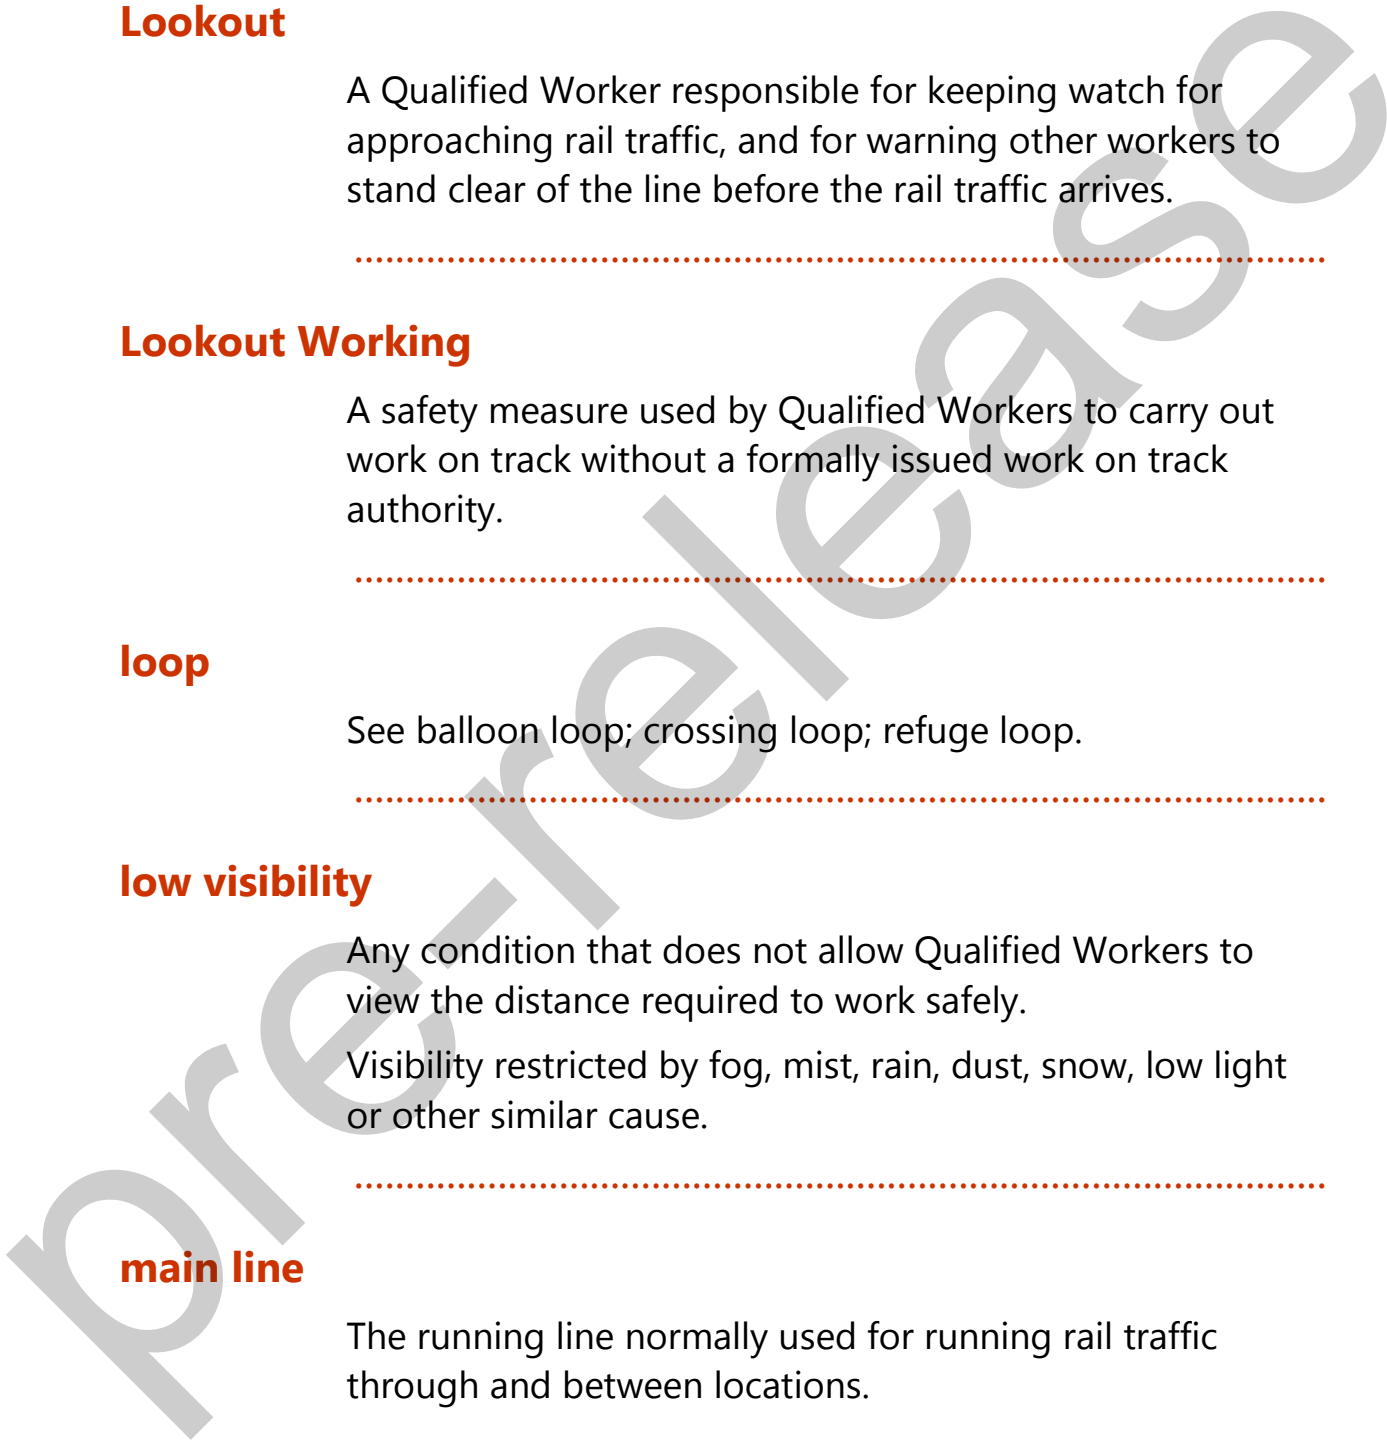 Lookout
A Qualified Worker responsible for keeping watch for
approaching rail traffic, and for warning other workers to
stand clear of the line before the rail traffic arrives.
Lookout Working
A safety measure used by Qualified Workers to carry out
work on track without a formally issued work on track
authority.
loop
See balloon loop; crossing loop; refuge loop.
low visibility
Any condition that does not allow Qualified Workers to
view the distance required to work safely.
Visibility restricted by fog, mist, rain, dust, snow, low light
or other similar cause.
main line
The running line normally used for running rail traffic
through and between locations.
pre-release